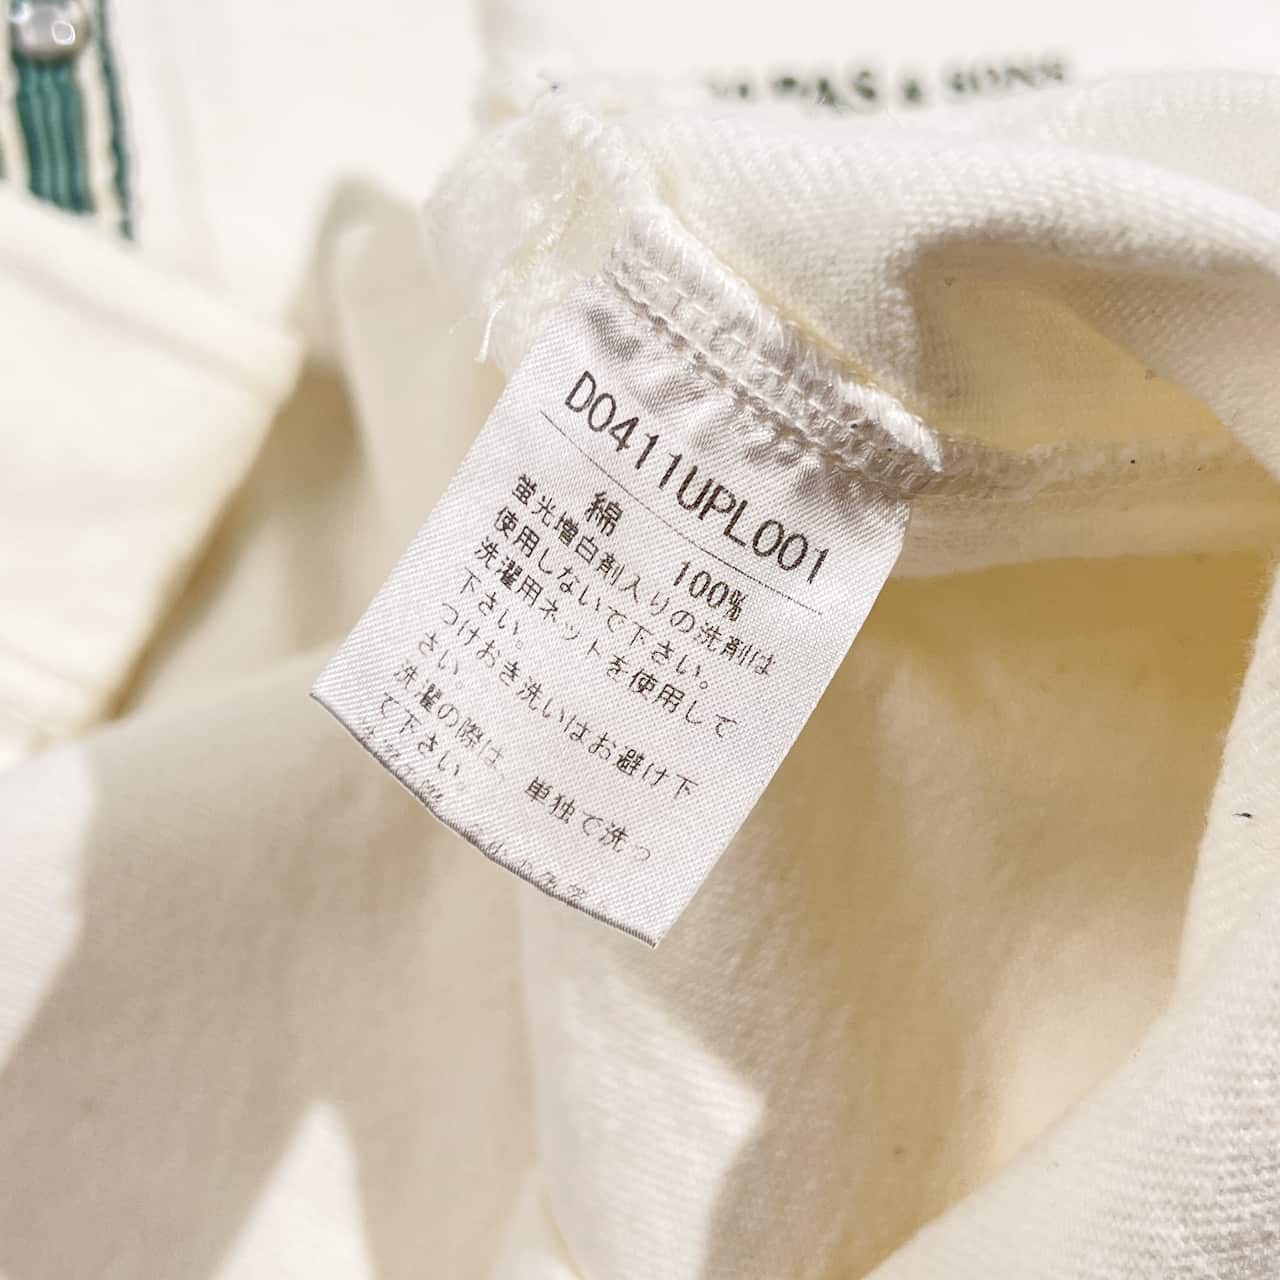 & SONS
D0411UPL001
綿 100%
蛍光増白剤入りの洗剤は
使用しないで下さい。
洗濯用ネットを使用して
下さい。
つけおき洗いはお避け下
さい。
洗濯の際は、単独で洗っ
て下さい。